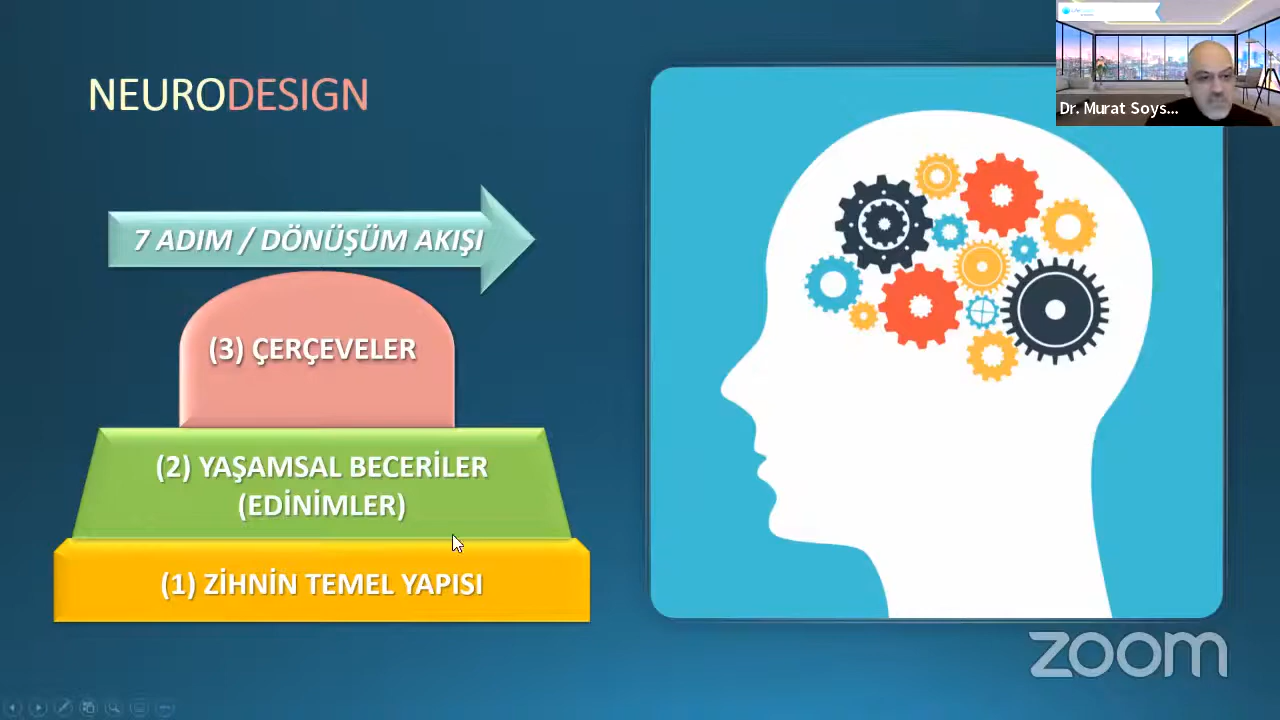 NEURODESIGN
7 ADIM / DÖNÜŞÜM AKIŞI
(3) ÇERÇEVELER
(2) YAŞAMSAL BECERİLER
(EDİNİMLER)
(1) ZİHNİN TEMEL YAPISI
Dr. Murat Soys...
zoom